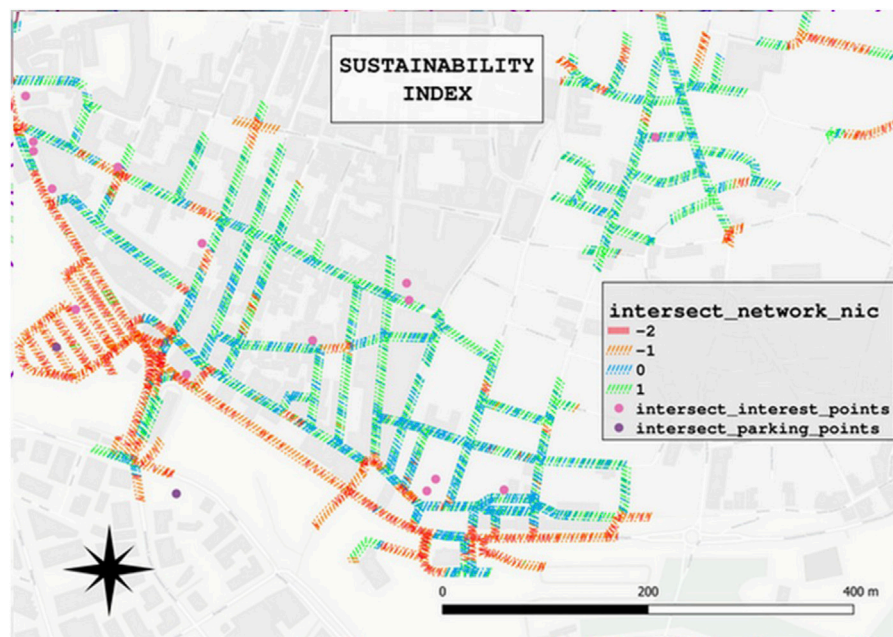 SUSTAINABILITY
INDEX
intersect_network_nic
-2
-1
0
1
intersect_interest_points
intersect_parking_points
0 200 400 m